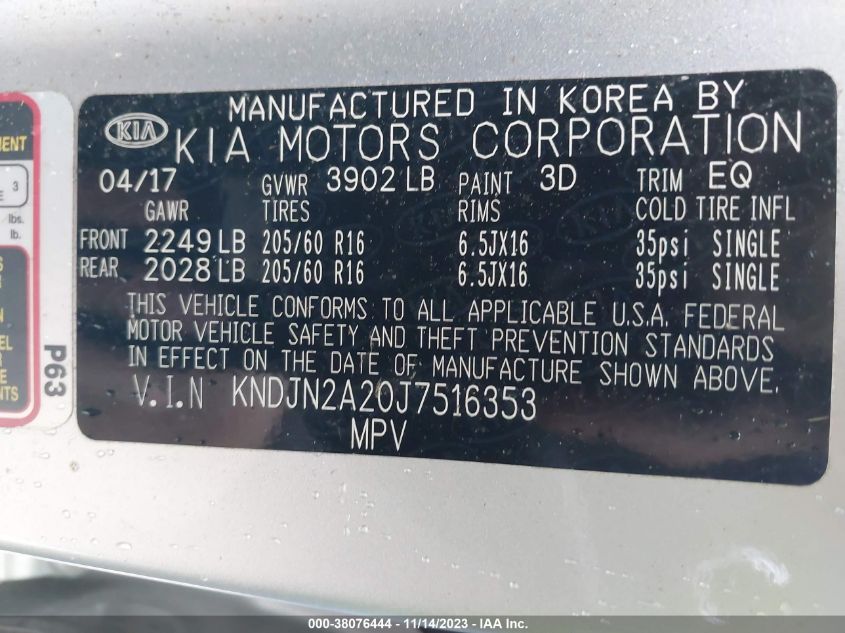 MANUFACTURED IN KOREA BY
KIA
KIA MOTORS CORPORATION
04/17 GVWR 3902 LB PAINT 3D TRIM EQ
GAWR TIRES RIMS COLD TIRE INFL
FRONT 2249 LB 205/60 R16 6.5JX16 35psi SINGLE
REAR 2028 LB 205/60 R16 6.5JX16 35psi SINGLE
THIS VEHICLE CONFORMS TO ALL APPLICABLE U.S.A. FEDERAL
MOTOR VEHICLE SAFETY AND THEFT PREVENTION STANDARDS
IN EFFECT ON THE DATE OF MANUFACTURE SHOWN ABOVE.
V.I.N KNDJN2A20J7516353
MPV
3
lbs.
lb.
P63
000-38076444 - 11/14/2023 - IAA Inc.